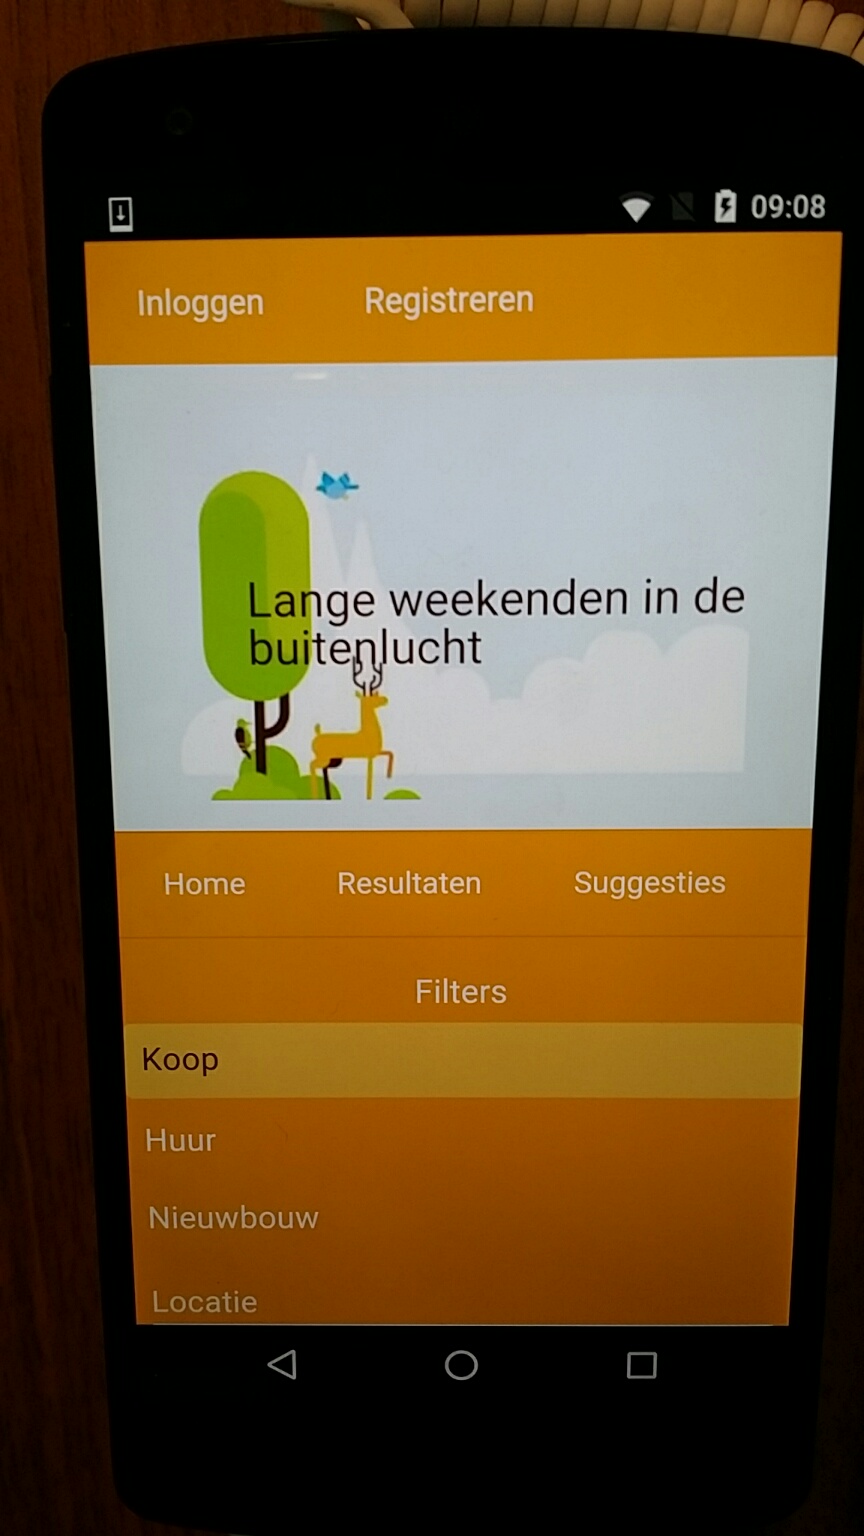 09:08
Inloggen Registreren
Lange weekenden in de
buitenlucht
Home Resultaten Suggesties
Filters
Koop
Huur
Nieuwbouw
Locatie